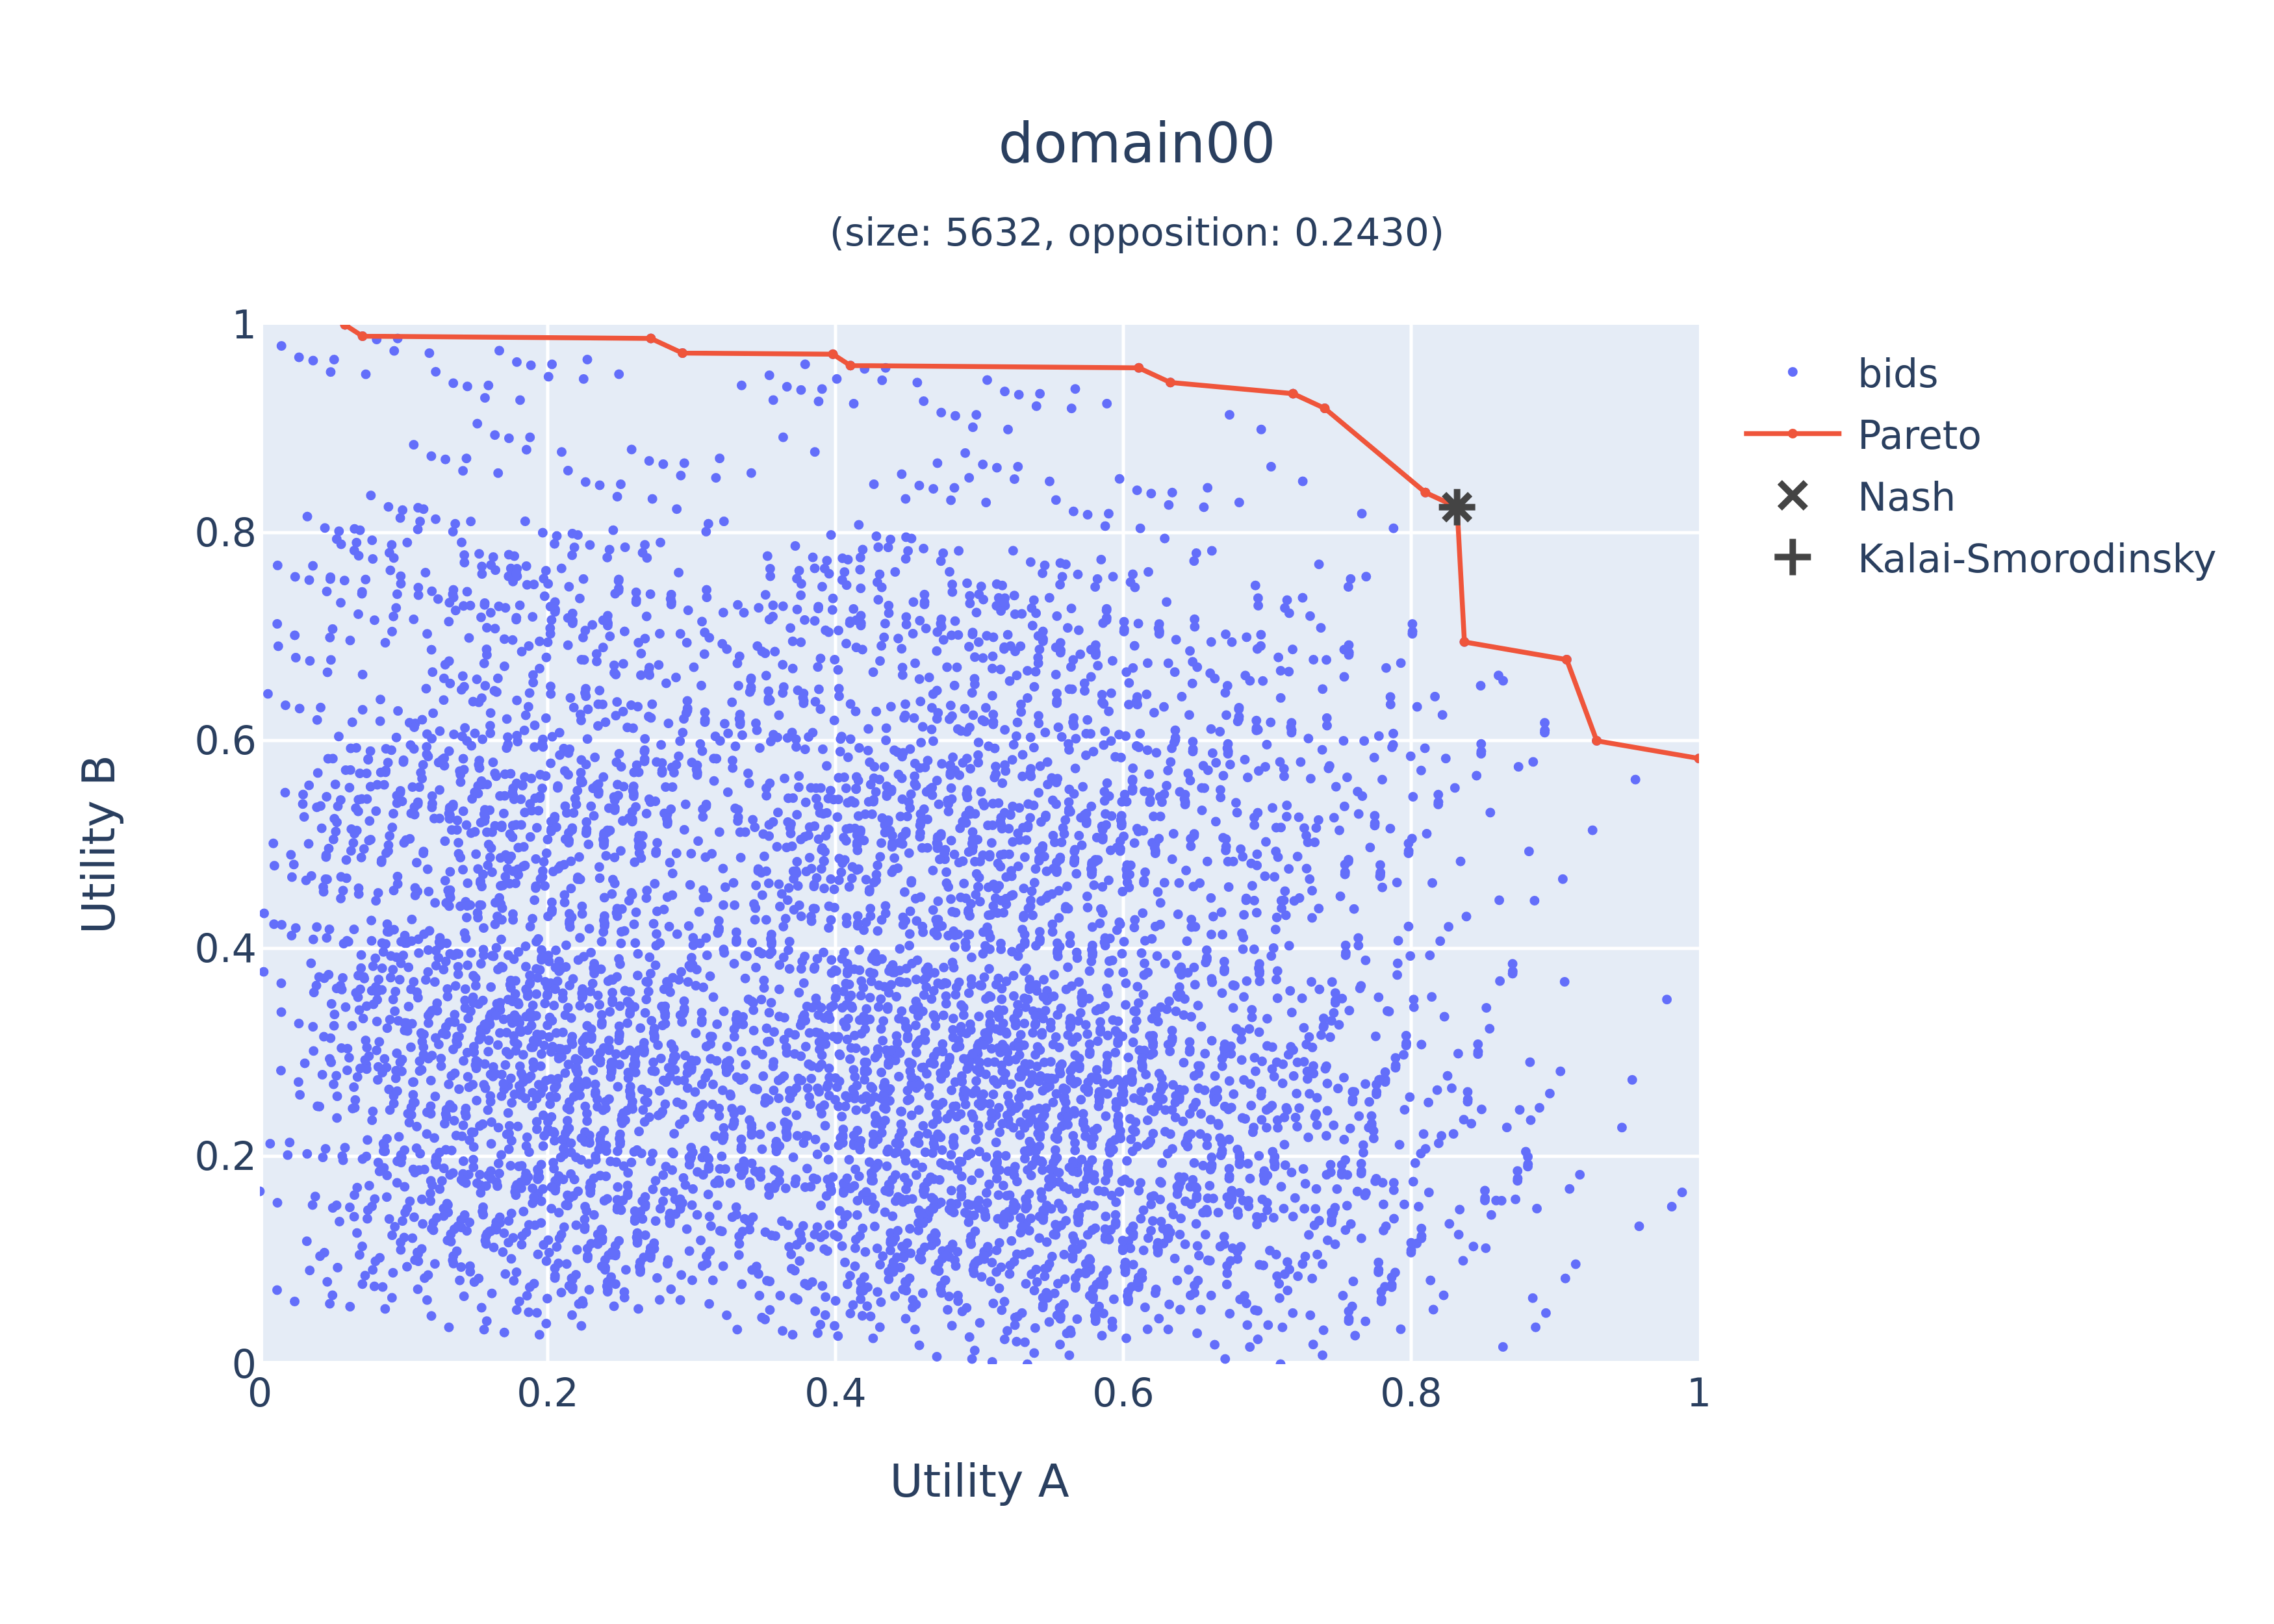 domain00
(size: 5632, opposition: 0.2430)
1
0.8
0.6
0.4
0.2
0
0
0.2
0.4
0.6
0.8
1
Utility B
Utility A
bids
Pareto
Nash
Kalai-Smorodinsky